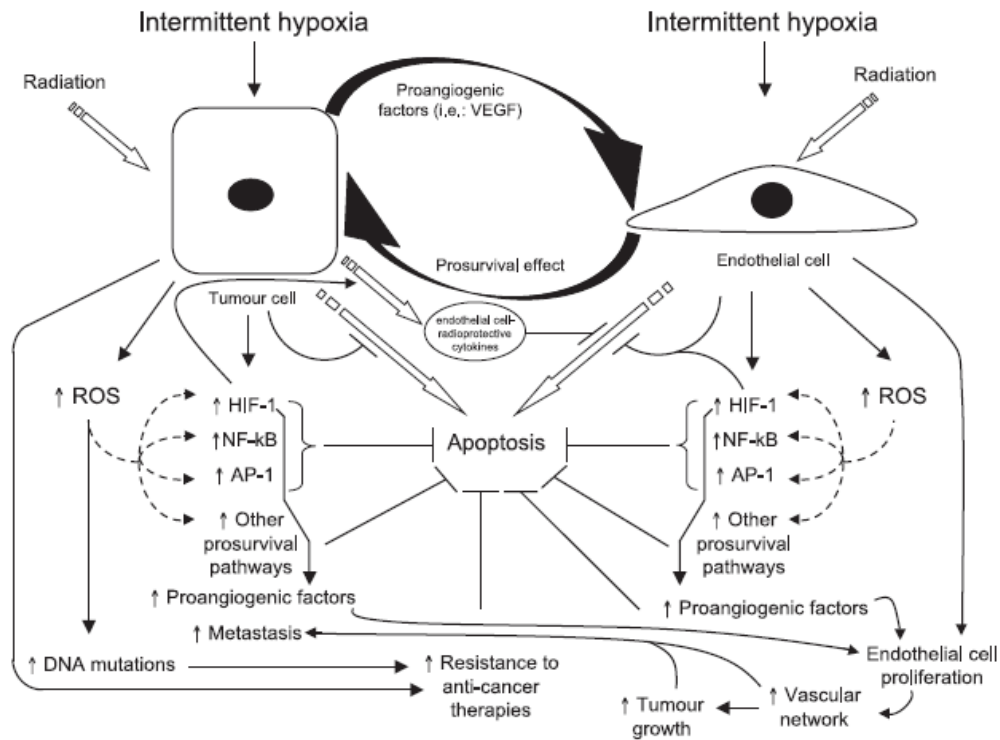 Intermittent hypoxia
Intermittent hypoxia
Radiation
Radiation
Proangiogenic
factors (i.e.: VEGF)
Prosurvival effect
Tumour cell
Endothelial cell
endothelial cell-
radioprotective
cytokines
↑ ROS
↑ HIF-1
↑NF-kB
↑ AP-1
↑ Other
prosurvival
pathways
Apoptosis
↑ HIF-1
↑NF-kB
↑ AP-1
↑ Other
prosurvival
pathways
↑ ROS
↑ Proangiogenic factors
↑ Proangiogenic factors
↑ Metastasis
↑ DNA mutations
↑ Resistance to
anti-cancer
therapies
↑ Tumour
growth
↑ Vascular
network
Endothelial cell
proliferation